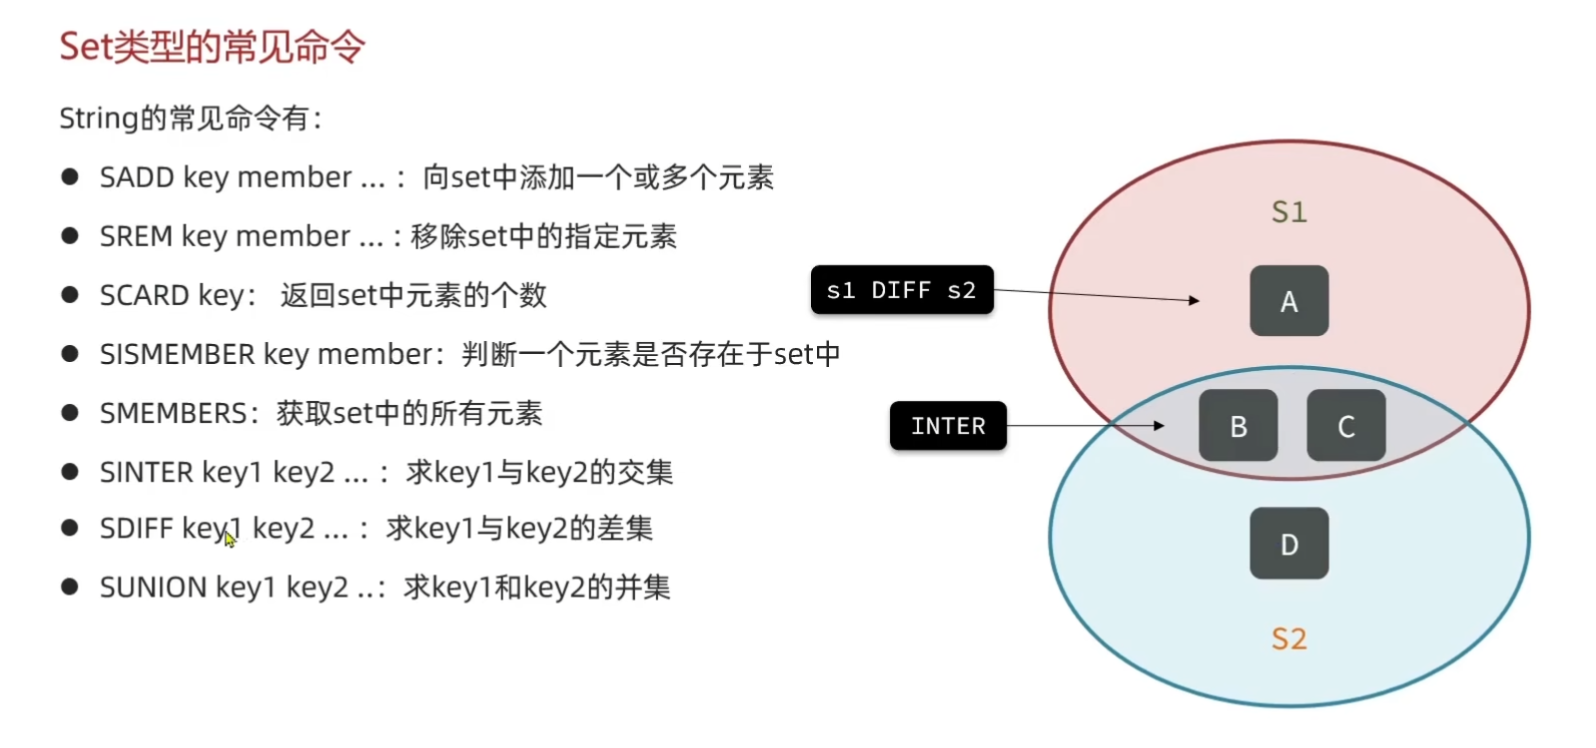 Set类型的常见命令
String的常见命令有：
● SADD key member ... ：向set中添加一个或多个元素
● SREM key member ... : 移除set中的指定元素
● SCARD key： 返回set中元素的个数
● SISMEMBER key member：判断一个元素是否存在于set中
● SMEMBERS：获取set中的所有元素
● SINTER key1 key2 ... ：求key1与key2的交集
● SDIFF key1 key2 ... ：求key1与key2的差集
● SUNION key1 key2 ..：求key1和key2的并集
S1
s1 DIFF s2
A
INTER
B
C
D
S2